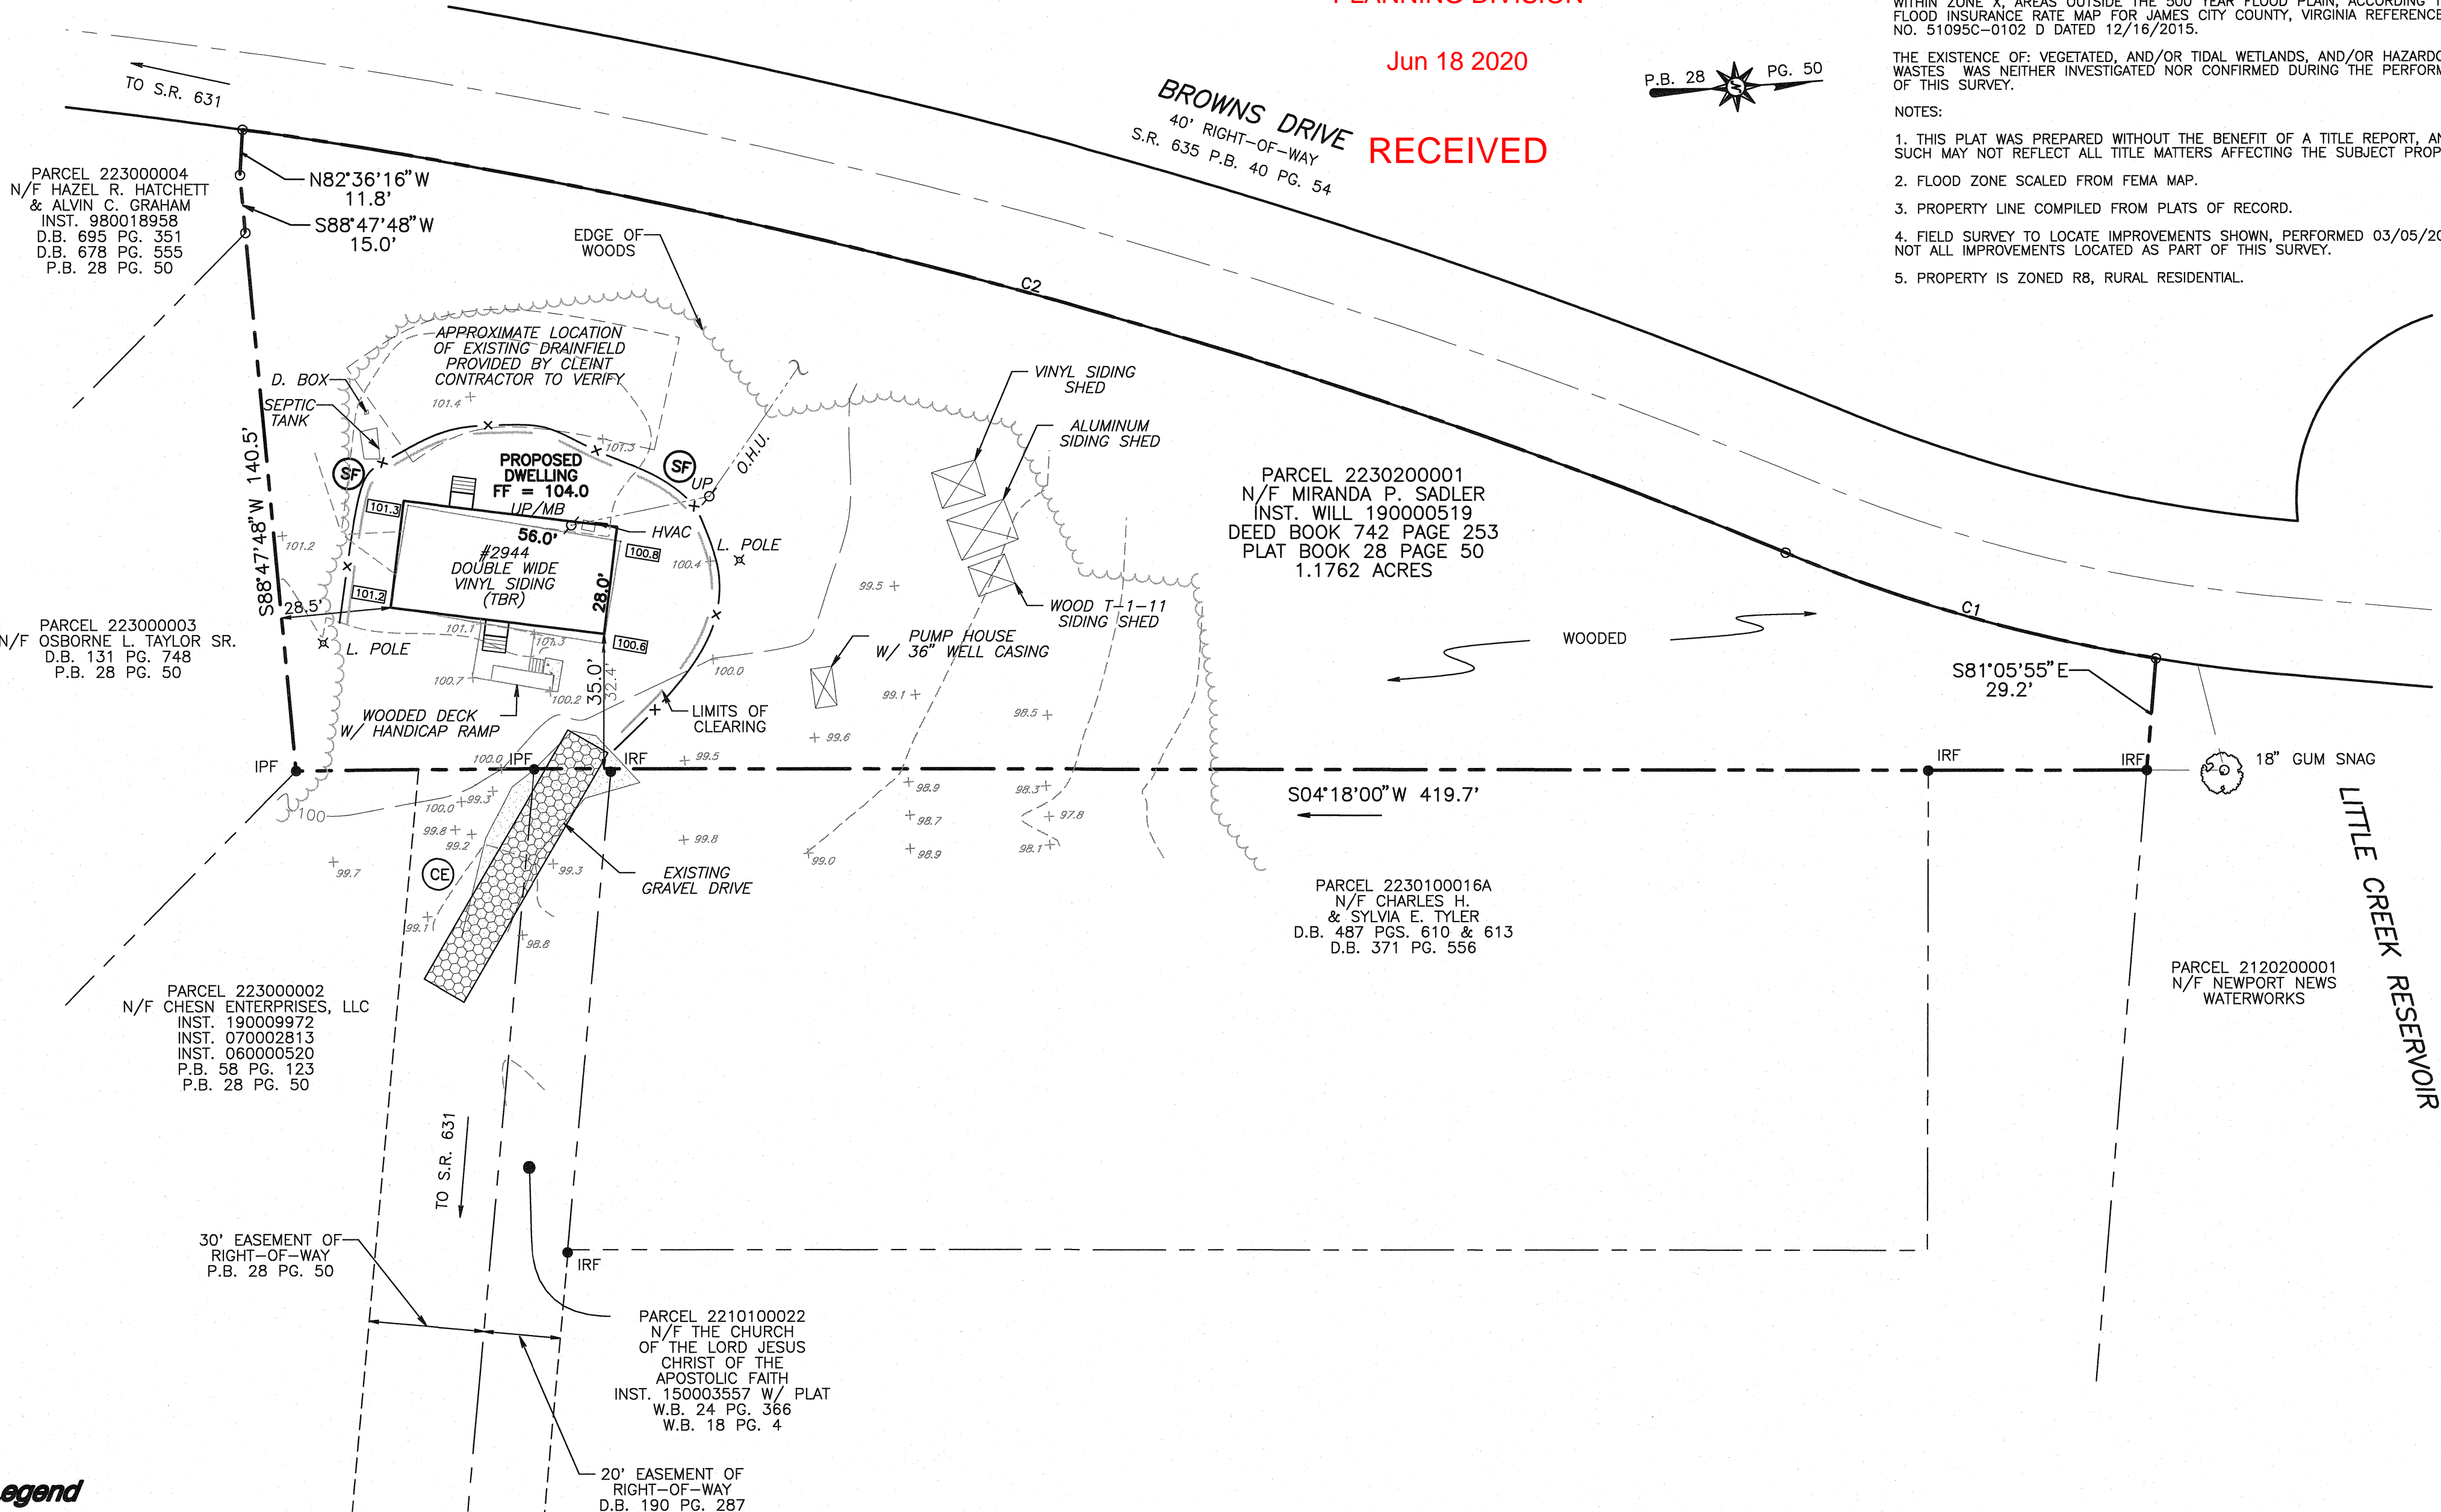 PLANNING DIVISION
Jun 18 2020
RECEIVED
WITHIN ZONE X, AREAS OUTSIDE THE 500 YEAR FLOOD PLAIN, ACCORDING
FLOOD INSURANCE RATE MAP FOR JAMES CITY COUNTY, VIRGINIA REFERENCE
NO. 51095C-0102 D DATED 12/16/2015.
THE EXISTENCE OF: VEGETATED, AND/OR TIDAL WETLANDS, AND/OR HAZARDO
WASTES WAS NEITHER INVESTIGATED NOR CONFIRMED DURING THE PERFORM
OF THIS SURVEY.
NOTES:
1. THIS PLAT WAS PREPARED WITHOUT THE BENEFIT OF A TITLE REPORT, AN
SUCH MAY NOT REFLECT ALL TITLE MATTERS AFFECTING THE SUBJECT PROP
2. FLOOD ZONE SCALED FROM FEMA MAP.
3. PROPERTY LINE COMPILED FROM PLATS OF RECORD.
4. FIELD SURVEY TO LOCATE IMPROVEMENTS SHOWN, PERFORMED 03/05/20
NOT ALL IMPROVEMENTS LOCATED AS PART OF THIS SURVEY.
5. PROPERTY IS ZONED R8, RURAL RESIDENTIAL.
P.B. 28 PG. 50
N
TO S.R. 631
BROWNS DRIVE
40' RIGHT-OF-WAY
S.R. 635 P.B. 40 PG. 54
PARCEL 223000004
N/F HAZEL R. HATCHETT
& ALVIN C. GRAHAM
INST. 980018958
D.B. 695 PG. 351
D.B. 678 PG. 555
P.B. 28 PG. 50
N82°36'16"W
11.8'
S88°47'48"W
15.0'
EDGE OF
WOODS
C2
APPROXIMATE LOCATION
OF EXISTING DRAINFIELD
PROVIDED BY CLEINT
CONTRACTOR TO VERIFY
D. BOX
SEPTIC
TANK
101.4
101.3
O.H.U.
UP
SF
SF
PROPOSED
DWELLING
FF = 104.0
UP/MB
56.0'
HVAC
#2944
DOUBLE WIDE
VINYL SIDING
(TBR)
28.0'
101.3
101.2
100.8
100.6
100.4
L. POLE
101.2
28.5'
S88°47'48"W 140.5'
L. POLE
101.1
101.3
100.7
100.2
35.0'
32.4'
WOODED DECK
W/ HANDICAP RAMP
LIMITS OF
CLEARING
100.0
VINYL SIDING
SHED
ALUMINUM
SIDING SHED
WOOD T-1-11
SIDING SHED
PUMP HOUSE
W/ 36" WELL CASING
99.5
99.1
98.5
99.6
99.5
PARCEL 2230200001
N/F MIRANDA P. SADLER
INST. WILL 190000519
DEED BOOK 742 PAGE 253
PLAT BOOK 28 PAGE 50
1.1762 ACRES
WOODED
C1
S81°05'55"E
29.2'
PARCEL 223000003
N/F OSBORNE L. TAYLOR SR.
D.B. 131 PG. 748
P.B. 28 PG. 50
IPF
100.0
IPF
IRF
IRF
IRF
18" GUM SNAG
S04°18'00"W 419.7'
LITTLE CREEK RESERVOIR
100
100.0
99.3
99.8
99.2
99.7
99.3
99.1
98.8
99.8
99.0
98.9
98.7
98.9
98.3
97.8
98.1
CE
EXISTING
GRAVEL DRIVE
PARCEL 2230100016A
N/F CHARLES H.
& SYLVIA E. TYLER
D.B. 487 PGS. 610 & 613
D.B. 371 PG. 556
PARCEL 2120200001
N/F NEWPORT NEWS
WATERWORKS
PARCEL 223000002
N/F CHESN ENTERPRISES, LLC
INST. 190009972
INST. 070002813
INST. 060000520
P.B. 58 PG. 123
P.B. 28 PG. 50
TO S.R. 631
30' EASEMENT OF
RIGHT-OF-WAY
P.B. 28 PG. 50
IRF
PARCEL 2210100022
N/F THE CHURCH
OF THE LORD JESUS
CHRIST OF THE
APOSTOLIC FAITH
INST. 150003557 W/ PLAT
W.B. 24 PG. 366
W.B. 18 PG. 4
20' EASEMENT OF
RIGHT-OF-WAY
D.B. 190 PG. 287
egend